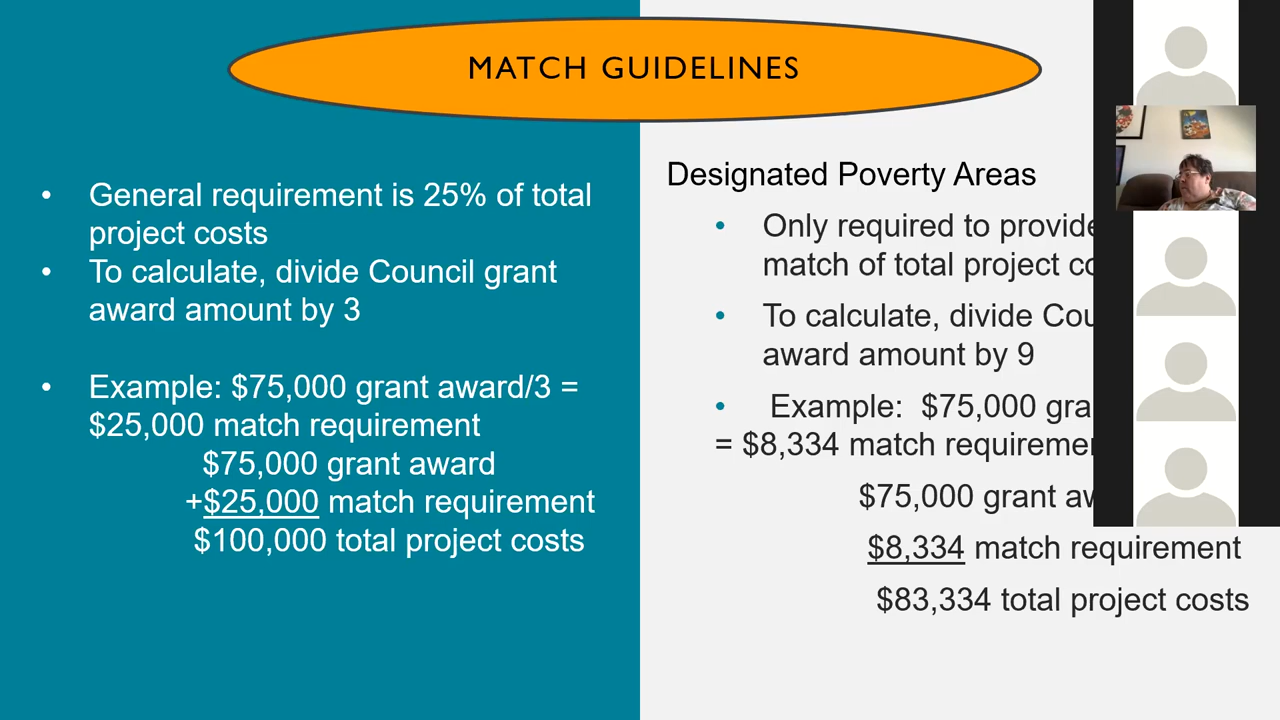 MATCH GUIDELINES
• General requirement is 25% of total
project costs
• To calculate, divide Council grant
award amount by 3
• Example: $75,000 grant award/3 =
$25,000 match requirement
$75,000 grant award
+$25,000 match requirement
$100,000 total project costs
Designated Poverty Areas
• Only required to provide
match of total project
• To calculate, divide
award amount by 9
• Example: $75,000
= $8,334 match
$75,000 grant
$8,334 match requirement
$83,334 total project costs